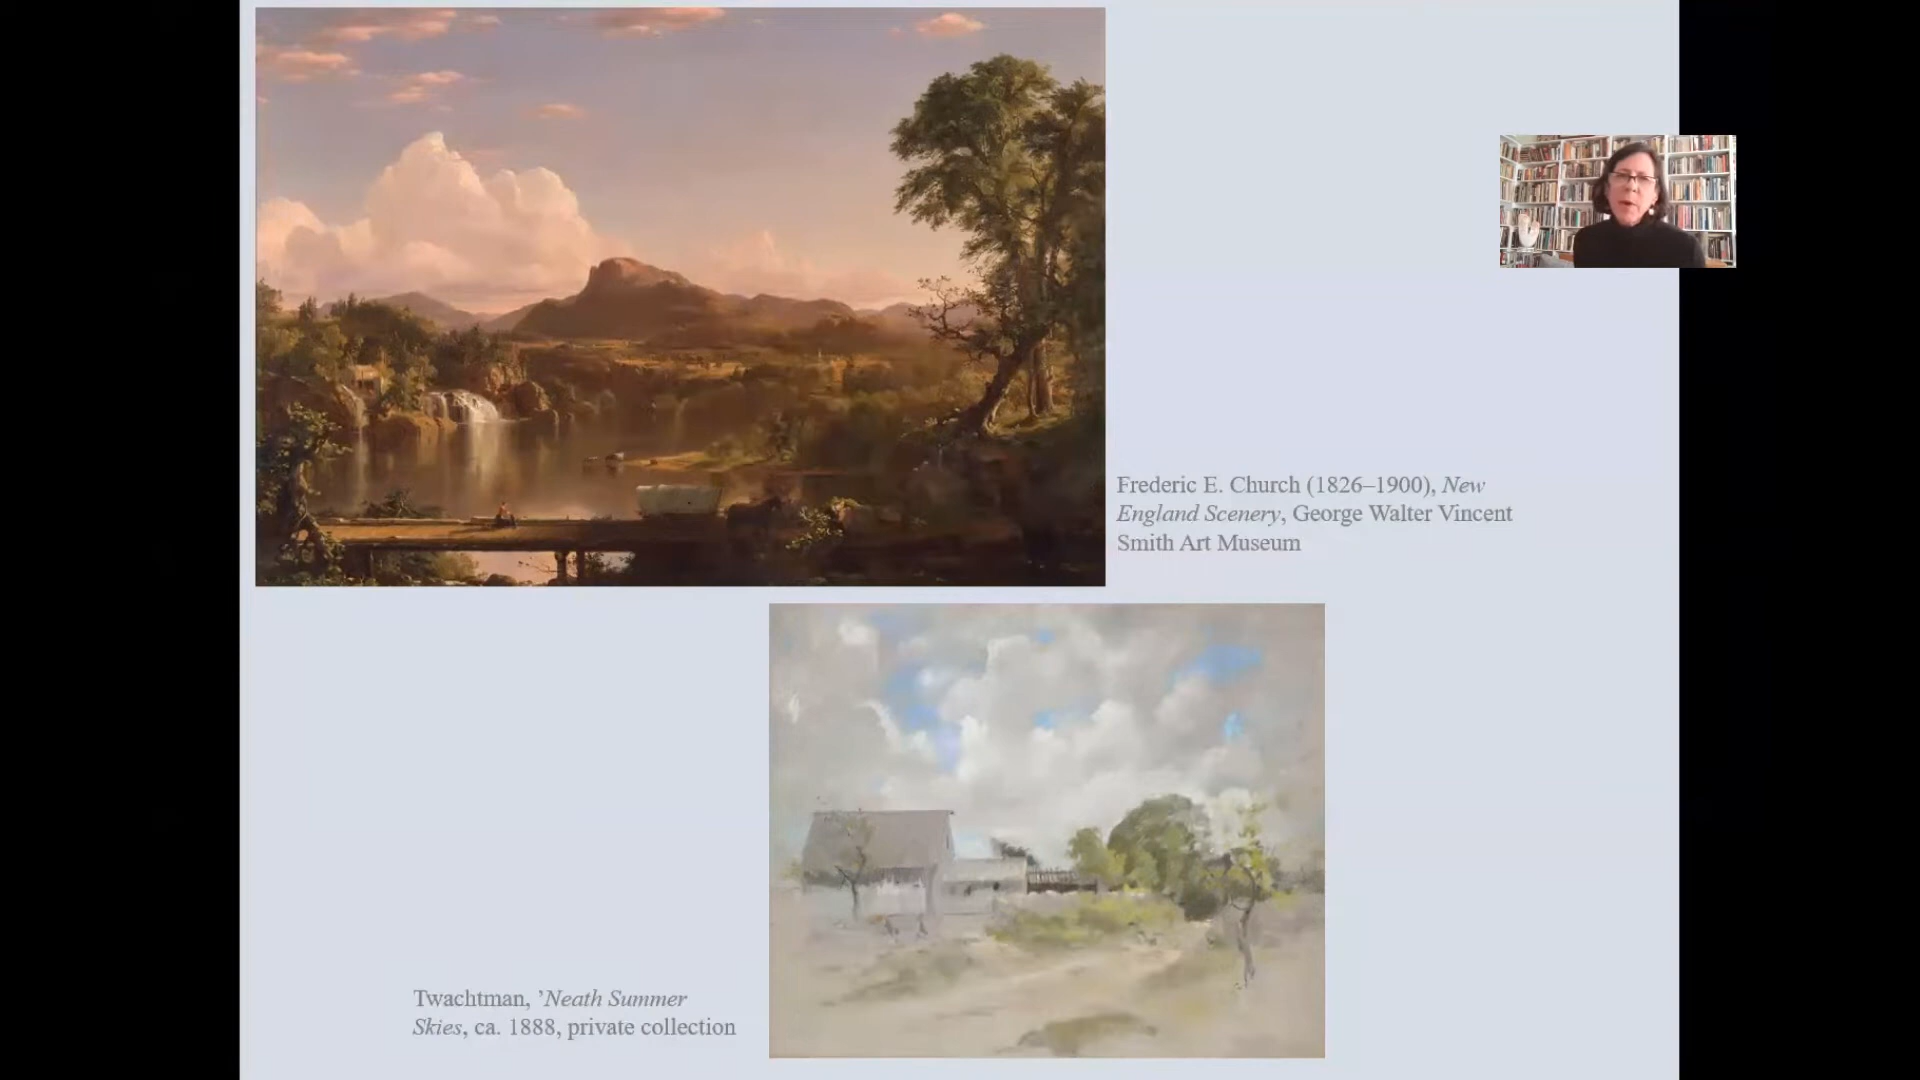 Frederic E. Church (1826–1900), New
England Scenery, George Walter Vincent
Smith Art Museum
Twachtman, ’Neath Summer
Skies, ca. 1888, private collection